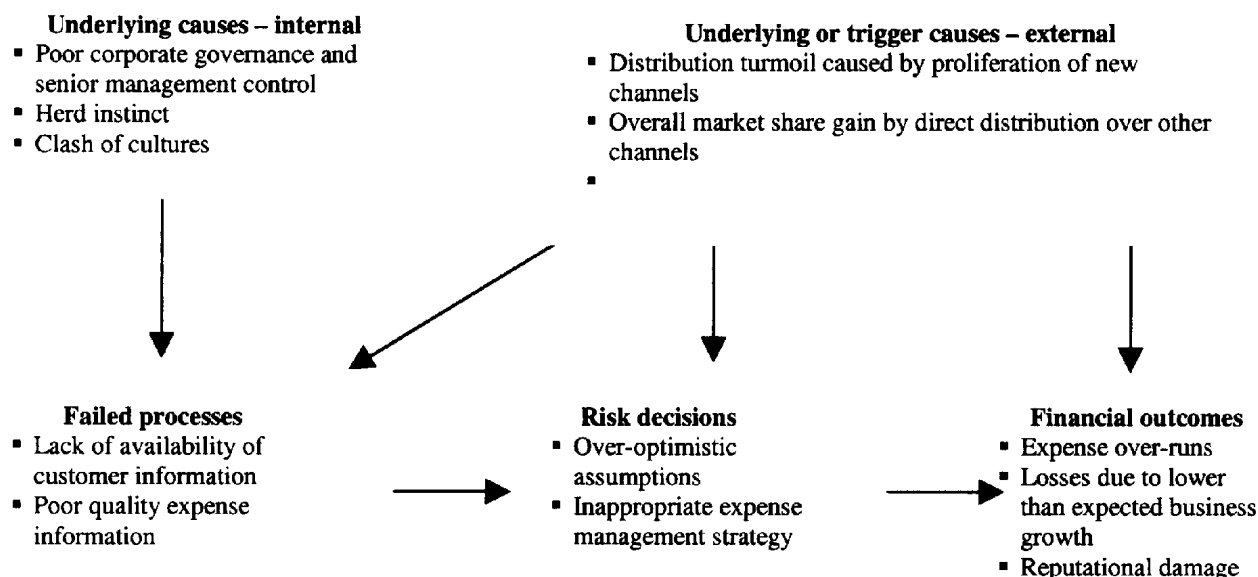 Underlying causes – internal
▪ Poor corporate governance and
senior management control
▪ Herd instinct
▪ Clash of cultures
Underlying or trigger causes – external
▪ Distribution turmoil caused by proliferation of new
channels
▪ Overall market share gain by direct distribution over other
channels
▪
Failed processes
▪ Lack of availability of
customer information
▪ Poor quality expense
information
Risk decisions
▪ Over-optimistic
assumptions
▪ Inappropriate expense
management strategy
Financial outcomes
▪ Expense over-runs
▪ Losses due to lower
than expected business
growth
▪ Reputational damage